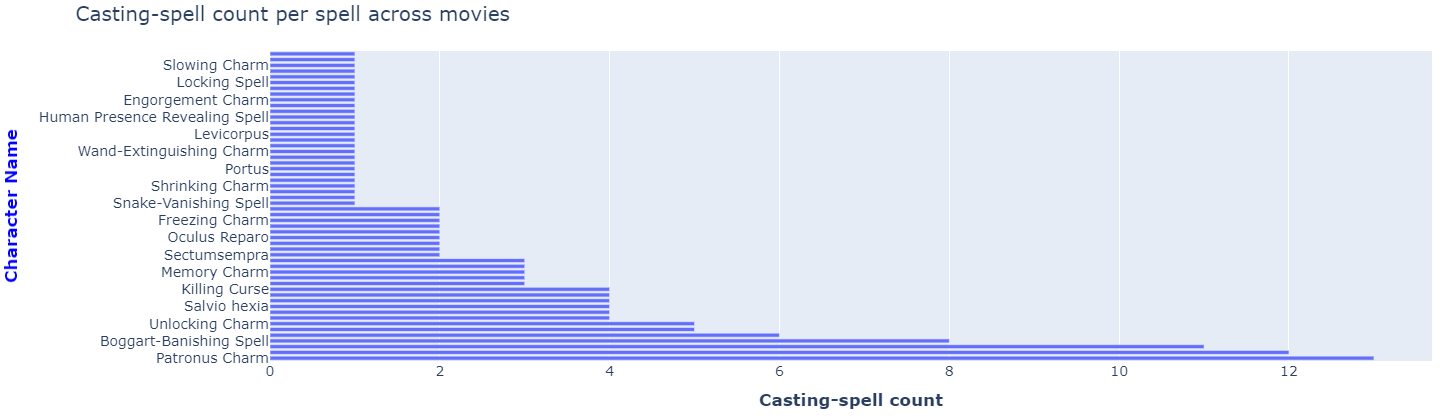 Casting-spell count per spell across movies
Character Name
Slowing Charm
Locking Spell
Engorgement Charm
Human Presence Revealing Spell
Levicorpus
Wand-Extinguishing Charm
Portus
Shrinking Charm
Snake-Vanishing Spell
Freezing Charm
Oculus Reparo
Sectumsempra
Memory Charm
Killing Curse
Salvio hexia
Unlocking Charm
Boggart-Banishing Spell
Patronus Charm
0 2 4 6 8 10 12
Casting-spell count